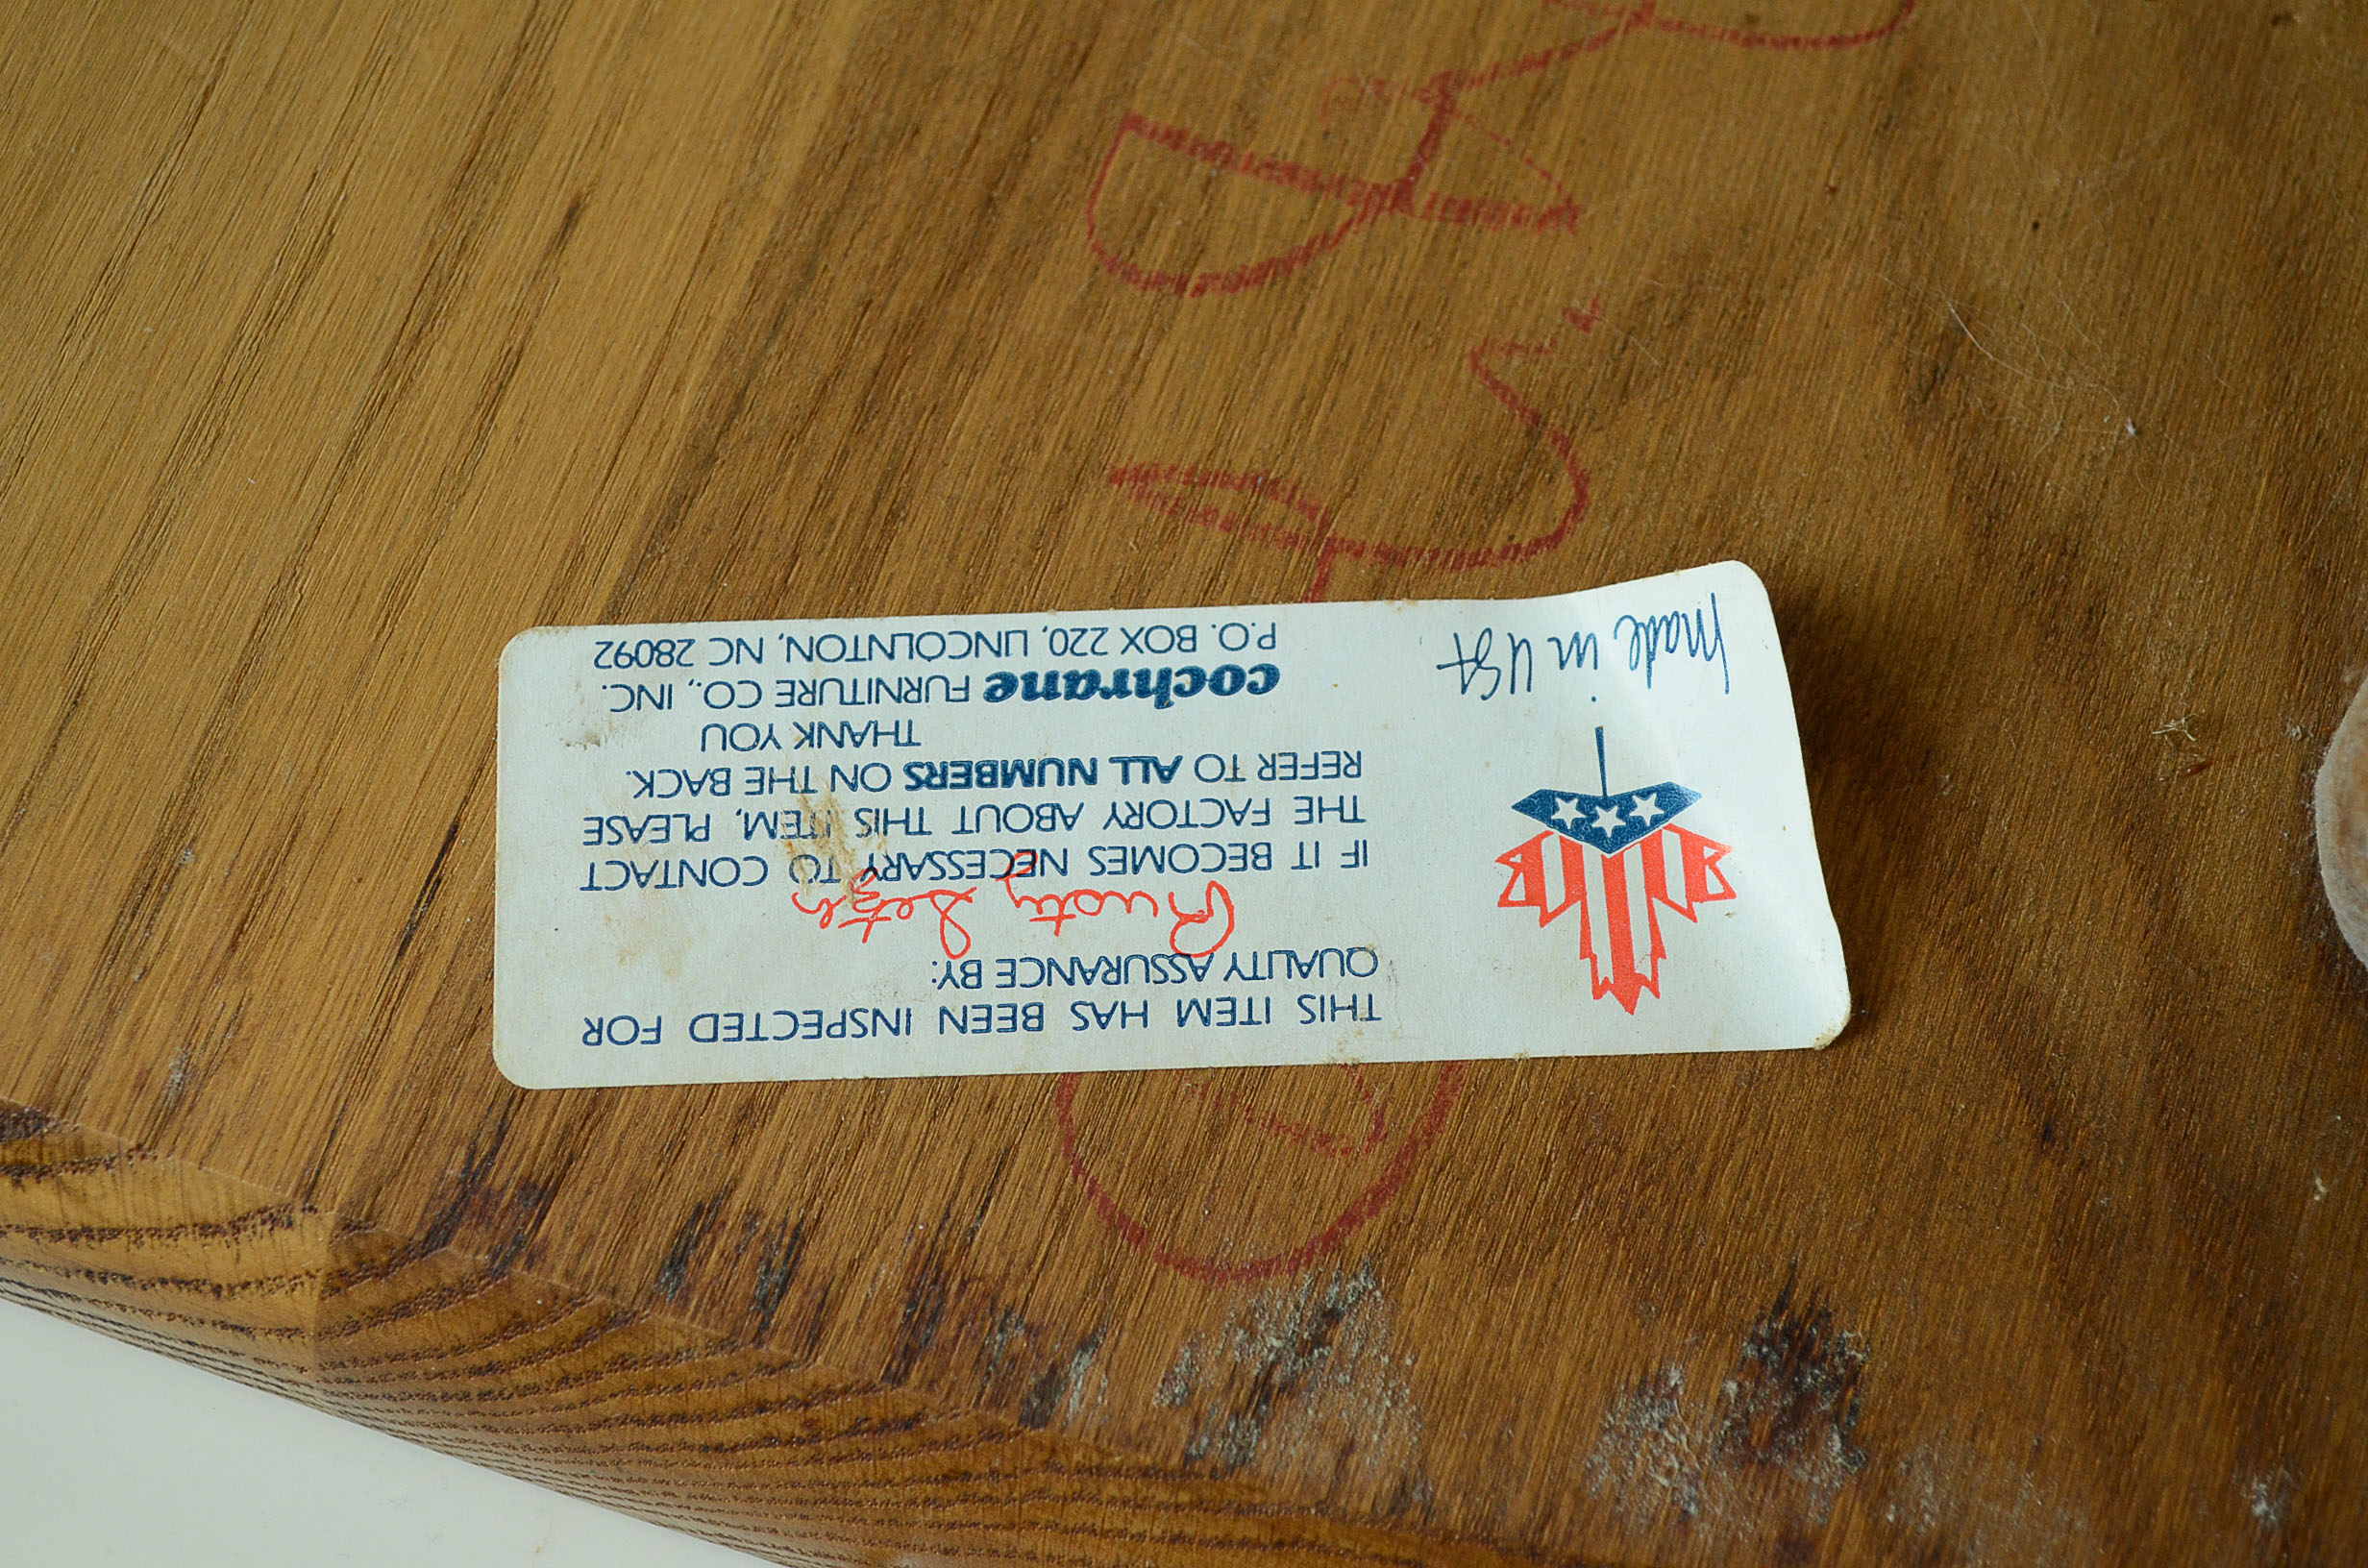 THIS ITEM HAS BEEN INSPECTED FOR
QUALITY ASSURANCE BY:
Rusty Setzer
IF IT BECOMES NECESSARY TO CONTACT
THE FACTORY ABOUT THIS ITEM, PLEASE
REFER TO ALL NUMBERS ON THE BACK.
THANK YOU
cochrane FURNITURE CO., INC.
P.O. BOX 220, LINCOLNTON, NC 28092
Made in USA